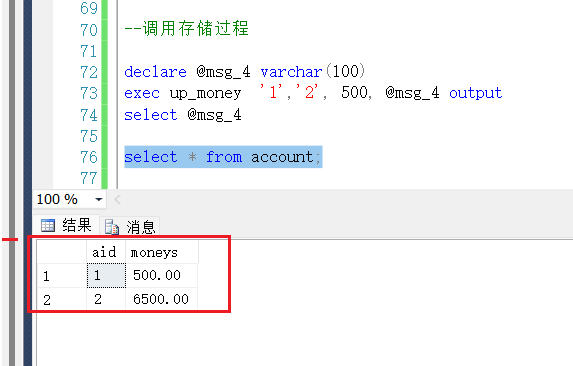 69
70 --调用存储过程
71
72 declare @msg_4 varchar(100)
73 exec up_money '1','2', 500, @msg_4 output
74 select @msg_4
75
76 select * from account;
77
100 %
结果 消息
aid moneys
1 1 500.00
2 2 6500.00